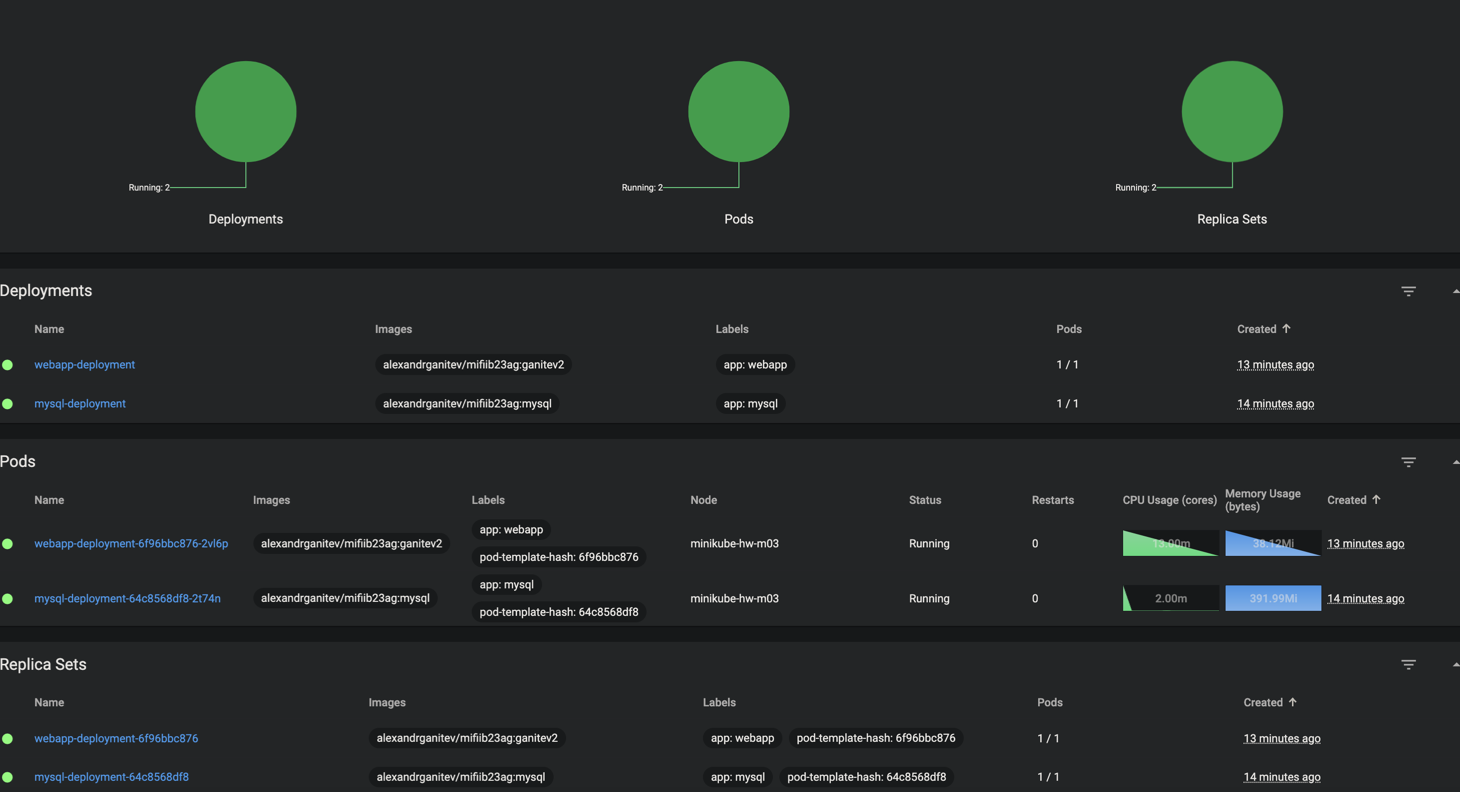 Running: 2 Running: 2 Running: 2
Deployments Pods Replica Sets
Deployments
Name Images Labels Pods Created
webapp-deployment alexandrganitev/mifiib23ag:ganitev2 app: webapp 1 / 1 13 minutes ago
mysql-deployment alexandrganitev/mifiib23ag:mysql app: mysql 1 / 1 14 minutes ago
Pods
Name Images Labels Node Status Restarts CPU Usage (cores) Memory Usage (bytes) Created
app: webapp
webapp-deployment-6f96bbc876-2vl6p alexandrganitev/mifiib23ag:ganitev2 minikube-hw-m03 Running 0 13.00m 38.12Mi 13 minutes ago
pod-template-hash: 6f96bbc876
app: mysql
mysql-deployment-64c8568df8-2t74n alexandrganitev/mifiib23ag:mysql minikube-hw-m03 Running 0 2.00m 391.99Mi 14 minutes ago
pod-template-hash: 64c8568df8
Replica Sets
Name Images Labels Pods Created
webapp-deployment-6f96bbc876 alexandrganitev/mifiib23ag:ganitev2 app: webapp pod-template-hash: 6f96bbc876 1 / 1 13 minutes ago
mysql-deployment-64c8568df8 alexandrganitev/mifiib23ag:mysql app: mysql pod-template-hash: 64c8568df8 1 / 1 14 minutes ago